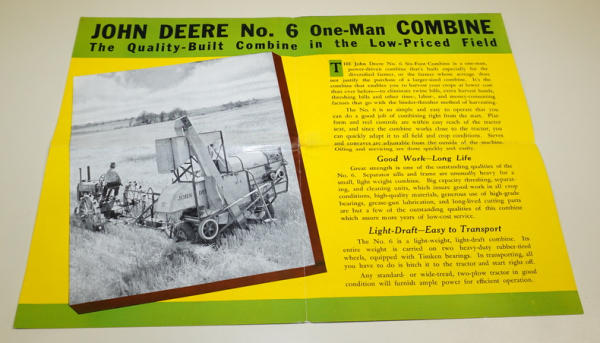 JOHN DEERE No. 6 One-Man COMBINE
The Quality-Built Combine in the Low-Priced Field
THE John Deere No. 6 Six-Foot Combine is a one-man,
power-driven combine that's built especially for the
diversified farmer, or the farmer whose acreage does
not justify the purchase of a larger-sized combine. It's the
combine that enables you to harvest your crops at lower cost
than ever before—to eliminate twine bills, extra harvest hands,
threshing bills and other time-, labor-, and money-consuming
factors that go with the binder-thresher method of harvesting.
The No. 6 is so simple and easy to operate that you
can do a good job of combining right from the start. Plat-
form and reel controls are within easy reach of the tractor
seat, and since the combine works close to the tractor, you
can quickly adapt it to all field and crop conditions. Sieves
and concaves are adjustable from the outside of the machine.
Oiling and servicing are done quickly and easily.
Good Work—Long Life
Great strength is one of the outstanding qualities of the
No. 6. Separator sills and frame are unusually heavy for a
small, light weight combine. Big capacity threshing, separat-
ing, and cleaning units, which insure good work in all crop
conditions, high-quality materials, generous use of high-grade
bearings, grease-gun lubrication, and long-lived cutting parts
are but a few of the outstanding qualities of this combine
which assure more years of low-cost service.
Light-Draft—Easy to Transport
The No. 6 is a light-weight, light-draft combine. Its
entire weight is carried on two heavy-duty rubber-tired
wheels, equipped with Timken bearings. In transporting, all
you have to do is hitch it to the tractor and start right off.
Any standard- or wide-tread, two-plow tractor in good
condition will furnish ample power for efficient operation.
JOHN